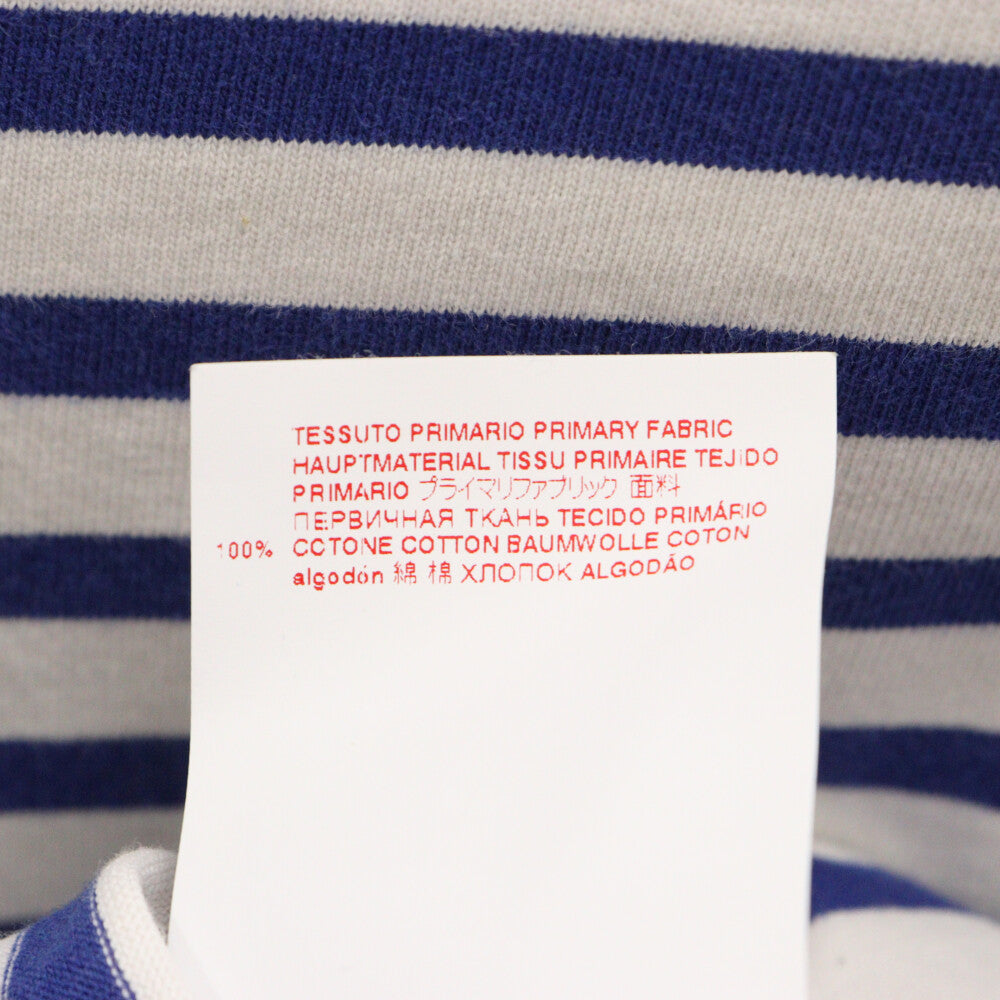 TESSUTO PRIMARIO PRIMARY FABRIC
HAUPTMATERIAL TISSU PRIMAIRE TEJIDO
PRIMARIO プライマリファブリック 面料
ПЕРВИЧНАЯ ТКАНЬ TECIDO PRIMÁRIO
100% COTONE COTTON BAUMWOLLE COTON
algodón 綿 棉 ХЛОПОК ALGODÃO